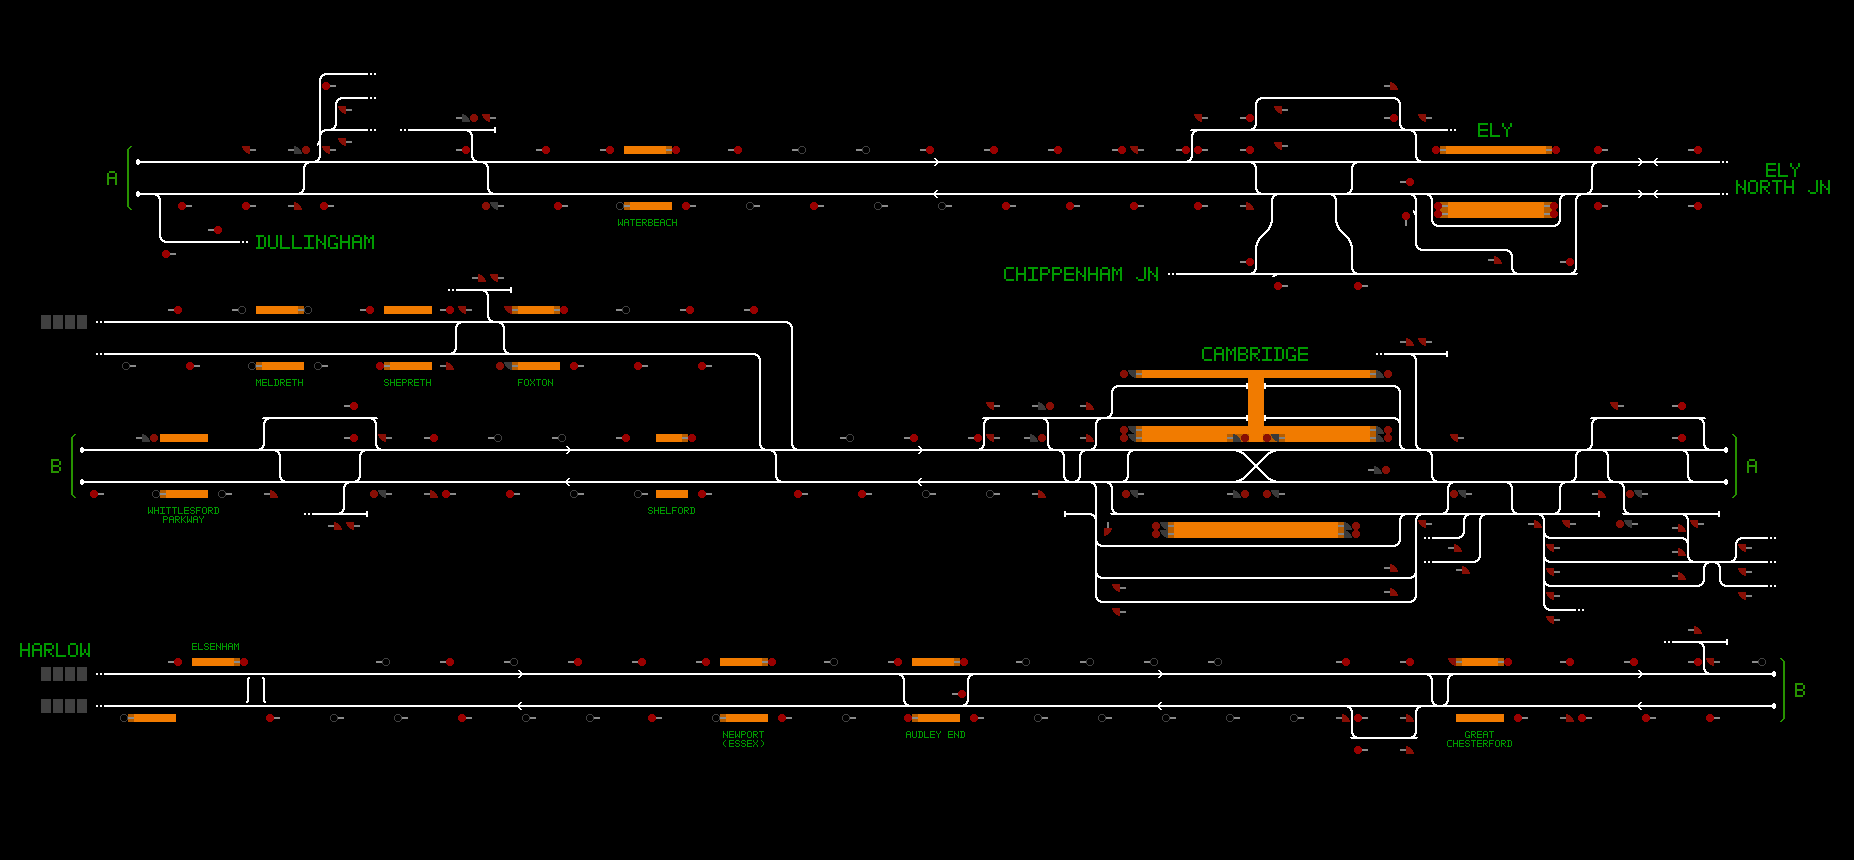 ELY
A
ELY
NORTH JN
WATERBEACH
DULLINGHAM
CHIPPENHAM JN
CAMBRIDGE
MELDRETH
SHEPRETH
FOXTON
B
A
WHITTLESFORD
PARKWAY
SHELFORD
HARLOW
ELSENHAM
B
NEWPORT
(ESSEX)
AUDLEY END
GREAT
CHESTERFORD